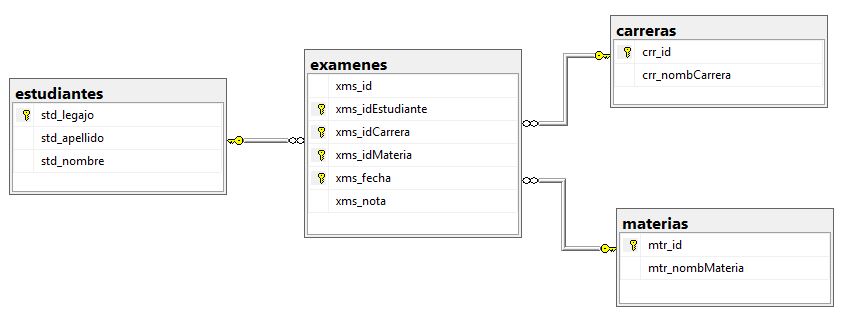 estudiantes
std_legajo
std_apellido
std_nombre
examenes
xms_id
xms_idEstudiante
xms_idCarrera
xms_idMateria
xms_fecha
xms_nota
carreras
crr_id
crr_nombCarrera
materias
mtr_id
mtr_nombMateria